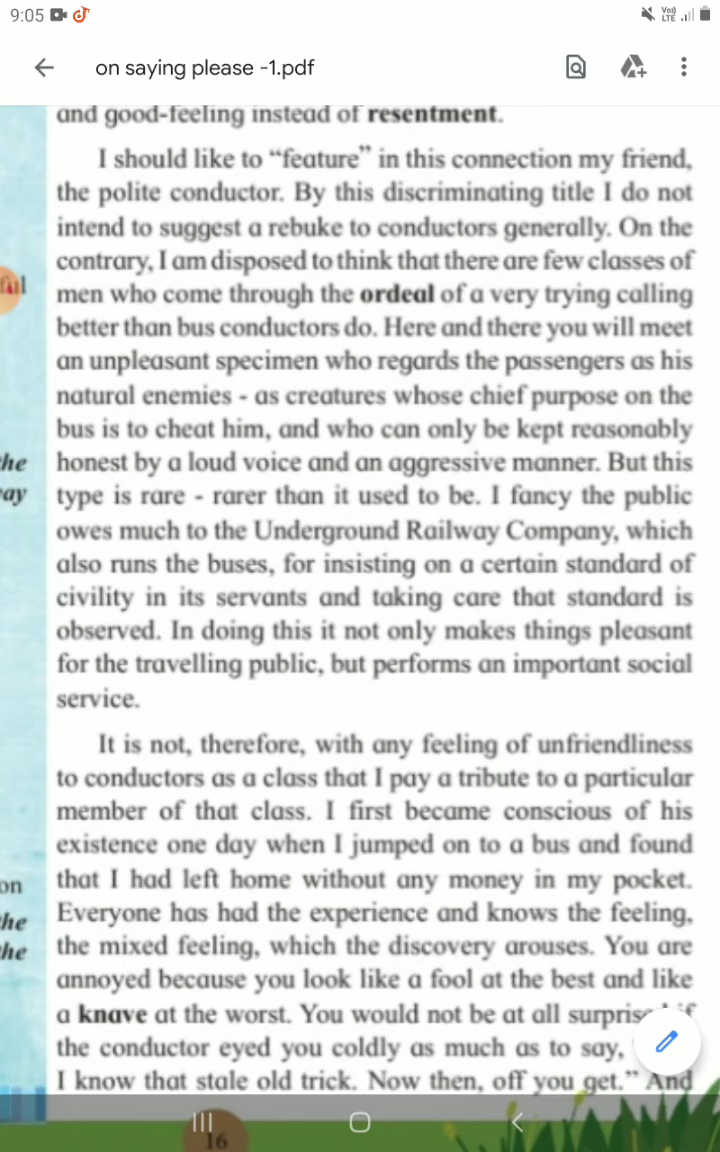 9:05
Vo) LTE
on saying please -1.pdf
and good-feeling instead of resentment.
I should like to “feature” in this connection my friend,
the polite conductor. By this discriminating title I do not
intend to suggest a rebuke to conductors generally. On the
contrary, I am disposed to think that there are few classes of
men who come through the ordeal of a very trying calling
better than bus conductors do. Here and there you will meet
an unpleasant specimen who regards the passengers as his
natural enemies - as creatures whose chief purpose on the
bus is to cheat him, and who can only be kept reasonably
honest by a loud voice and an aggressive manner. But this
type is rare - rarer than it used to be. I fancy the public
owes much to the Underground Railway Company, which
also runs the buses, for insisting on a certain standard of
civility in its servants and taking care that standard is
observed. In doing this it not only makes things pleasant
for the travelling public, but performs an important social
service.
It is not, therefore, with any feeling of unfriendliness
to conductors as a class that I pay a tribute to a particular
member of that class. I first became conscious of his
existence one day when I jumped on to a bus and found
that I had left home without any money in my pocket.
Everyone has had the experience and knows the feeling,
the mixed feeling, which the discovery arouses. You are
annoyed because you look like a fool at the best and like
a knave at the worst. You would not be at all
the conductor eyed you coldly as much as to say,
I know that stale old trick. Now then, off you get.” And
16